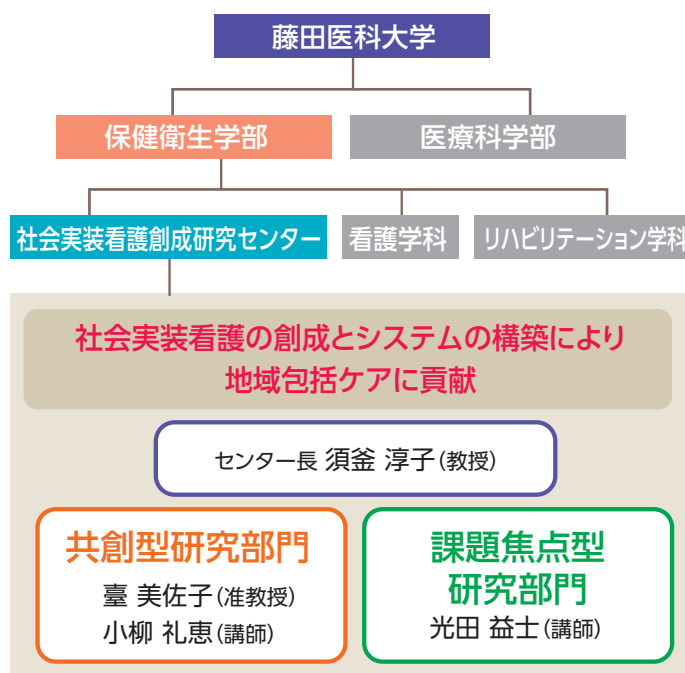 藤田医科大学
保健衛生学部
医療科学部
社会実装看護創成研究センター
看護学科
リハビリテーション学科
社会実装看護の創成とシステムの構築により
地域包括ケアに貢献
センター長 須釜 淳子(教授)
共創型研究部門
臺 美佐子(准教授)
小柳 礼恵(講師)
課題焦点型
研究部門
光田 益士(講師)